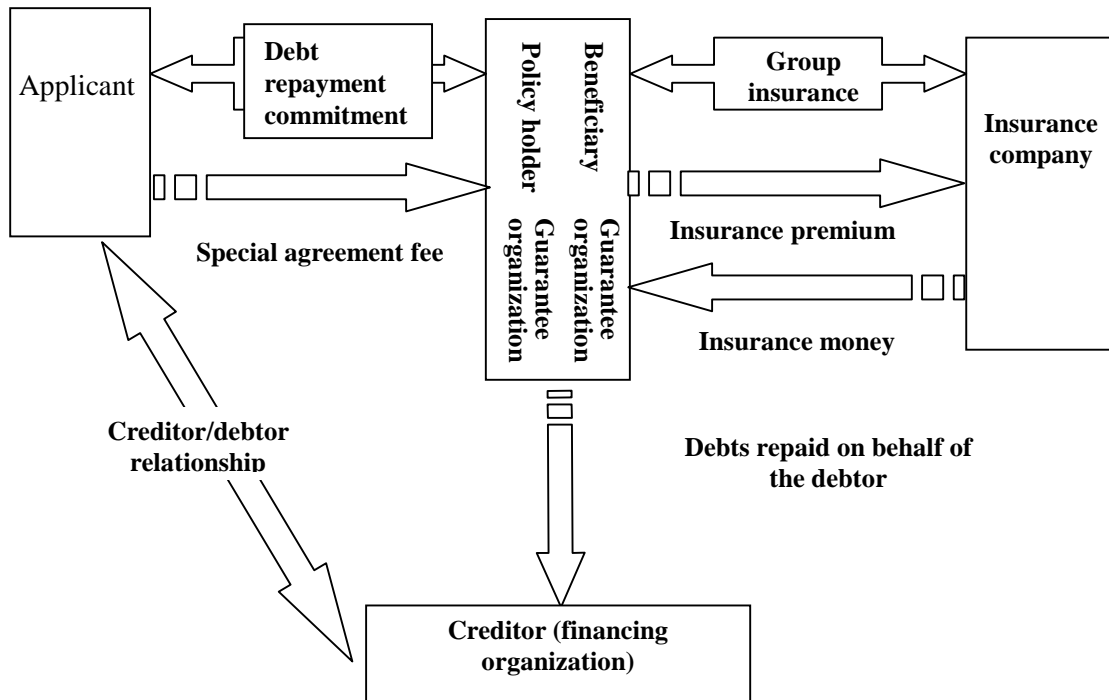 Applicant
Debt
repayment
commitment
Policy holder
Guarantee
organization
Beneficiary
Guarantee
organization
Group
insurance
Insurance
company
Special agreement fee
Insurance premium
Insurance money
Creditor/debtor
relationship
Debts repaid on behalf of
the debtor
Creditor (financing
organization)